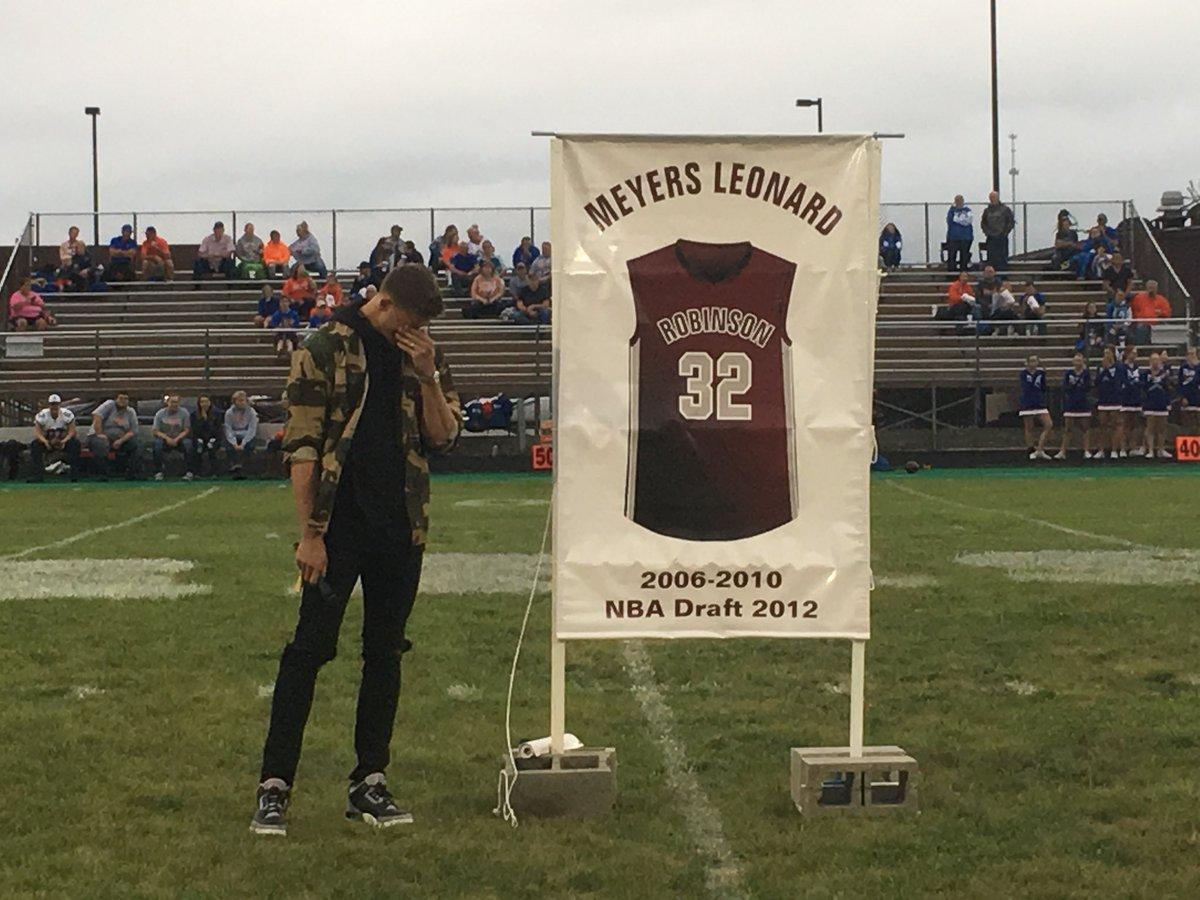 MEYERS LEONARD
ROBINSON
32
2006-2010
NBA Draft 2012
50
40